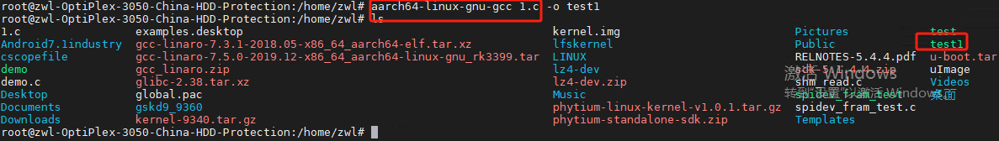 root@zwl-OptiPlex-3050-China-HDD-Protection:/home/zwl# aarch64-linux-gnu-gcc 1.c -o test1
root@zwl-OptiPlex-3050-China-HDD-Protection:/home/zwl# ls
1.c examples.desktop kernel.img Pictures test
Android7.1industry gcc-linaro-7.3.1-2018.05-x86_64_aarch64-elf.tar.xz lfskernel Public test1
cscopefile gcc-linaro-7.5.0-2019.12-x86_64_aarch64-linux-gnu_rk3399.tar LINUX RELNOTES-5.4.4.pdf u-boot.tar
demo gcc_linaro.zip lz4-dev sdk-5.1.4.4.zip uImage
demo.c glibc-2.38.tar.xz lz4-dev.zip shm_read.c Videos
Desktop global.pac Music spidev_fram_test 桌面
Documents gskd9_9360 phytium-linux-kernel-v1.0.1.tar.gz spidev_fram_test.c
Downloads kernel-9340.tar.gz phytium-standalone-sdk.zip Templates
root@zwl-OptiPlex-3050-China-HDD-Protection:/home/zwl#
激活 Windows
转到"设置"以激活 Windows。